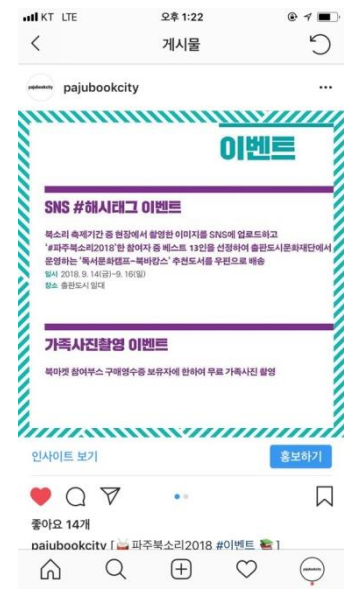 KT LTE 오후 1:22
게시물
pajubookcity pajubookcity
이벤트
SNS #해시태그 이벤트
북소리 축제기간 중 현장에서 촬영한 이미지를 SNS에 업로드하고
'#파주북소리2018'한 참여자 중 베스트 13인을 선정하여 출판도시문화재단에서
운영하는 '독서문화캠프-북바캉스' 추천도서를 우편으로 배송
일시 2018. 9. 14(금)-9. 16(일)
장소 출판도시 일대
가족사진촬영 이벤트
북마켓 참여부스 구매영수증 보유자에 한하여 무료 가족사진 촬영
인사이트 보기 홍보하기
좋아요 14개
pajubookcity [ 파주북소리2018 #이벤트 ]
pajubookcity